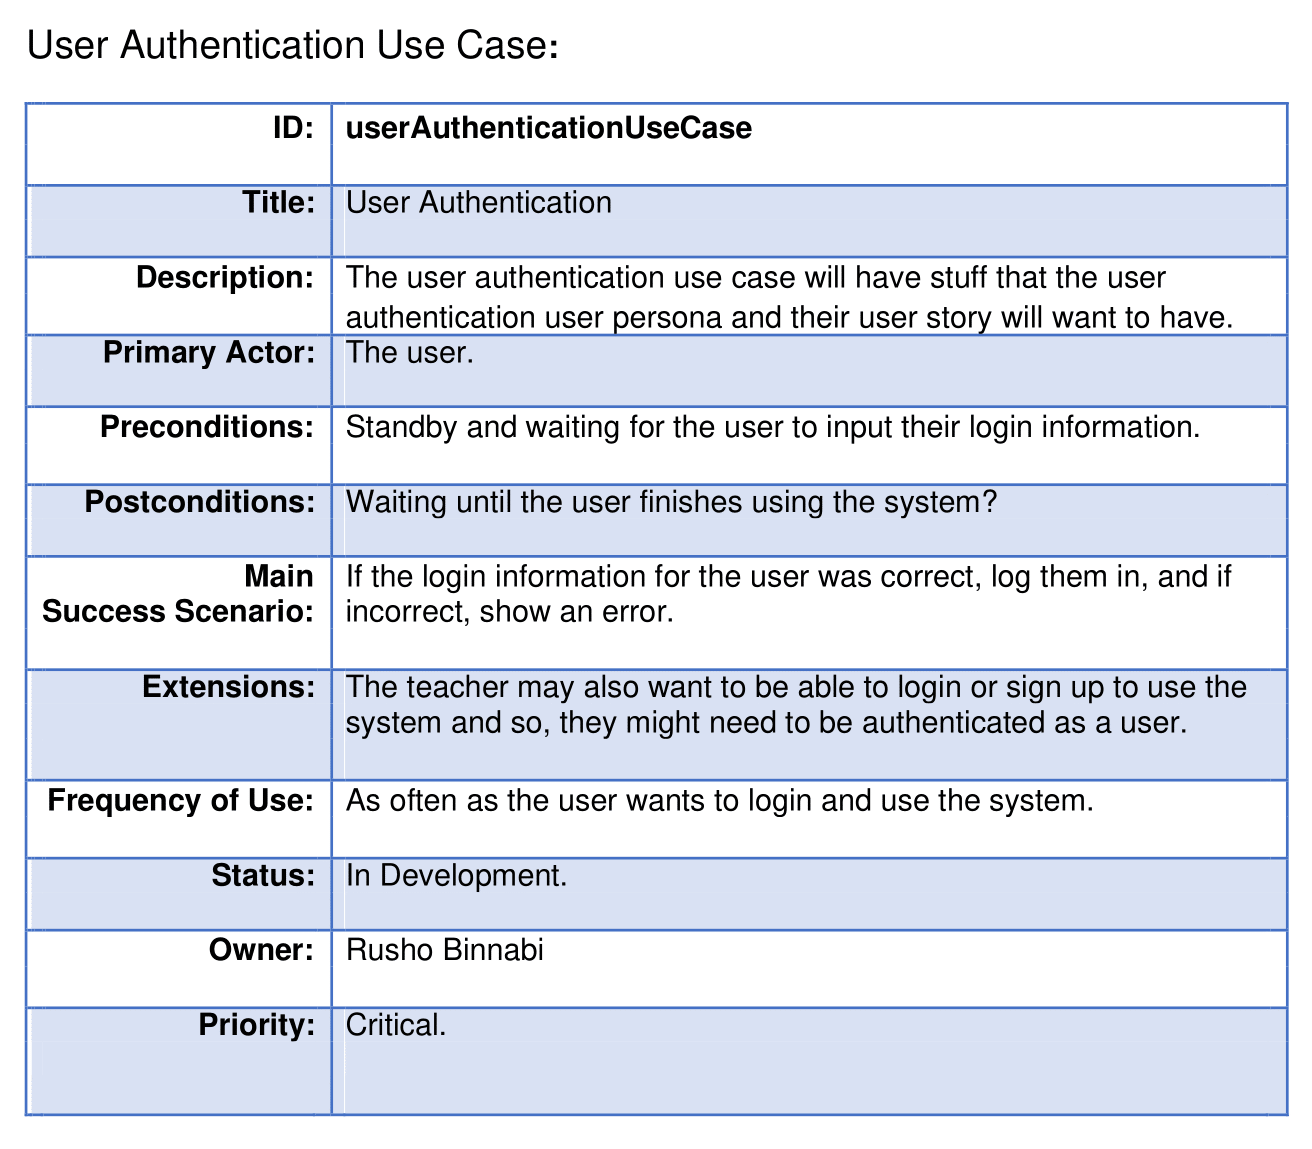 User Authentication Use Case:
ID: userAuthenticationUseCase
Title: User Authentication
Description: The user authentication use case will have stuff that the user
authentication user persona and their user story will want to have.
Primary Actor: The user.
Preconditions: Standby and waiting for the user to input their login information.
Postconditions: Waiting until the user finishes using the system?
Main If the login information for the user was correct, log them in, and if
Success Scenario: incorrect, show an error.
Extensions: The teacher may also want to be able to login or sign up to use the
system and so, they might need to be authenticated as a user.
Frequency of Use: As often as the user wants to login and use the system.
Status: In Development.
Owner: Rusho Binnabi
Priority: Critical.